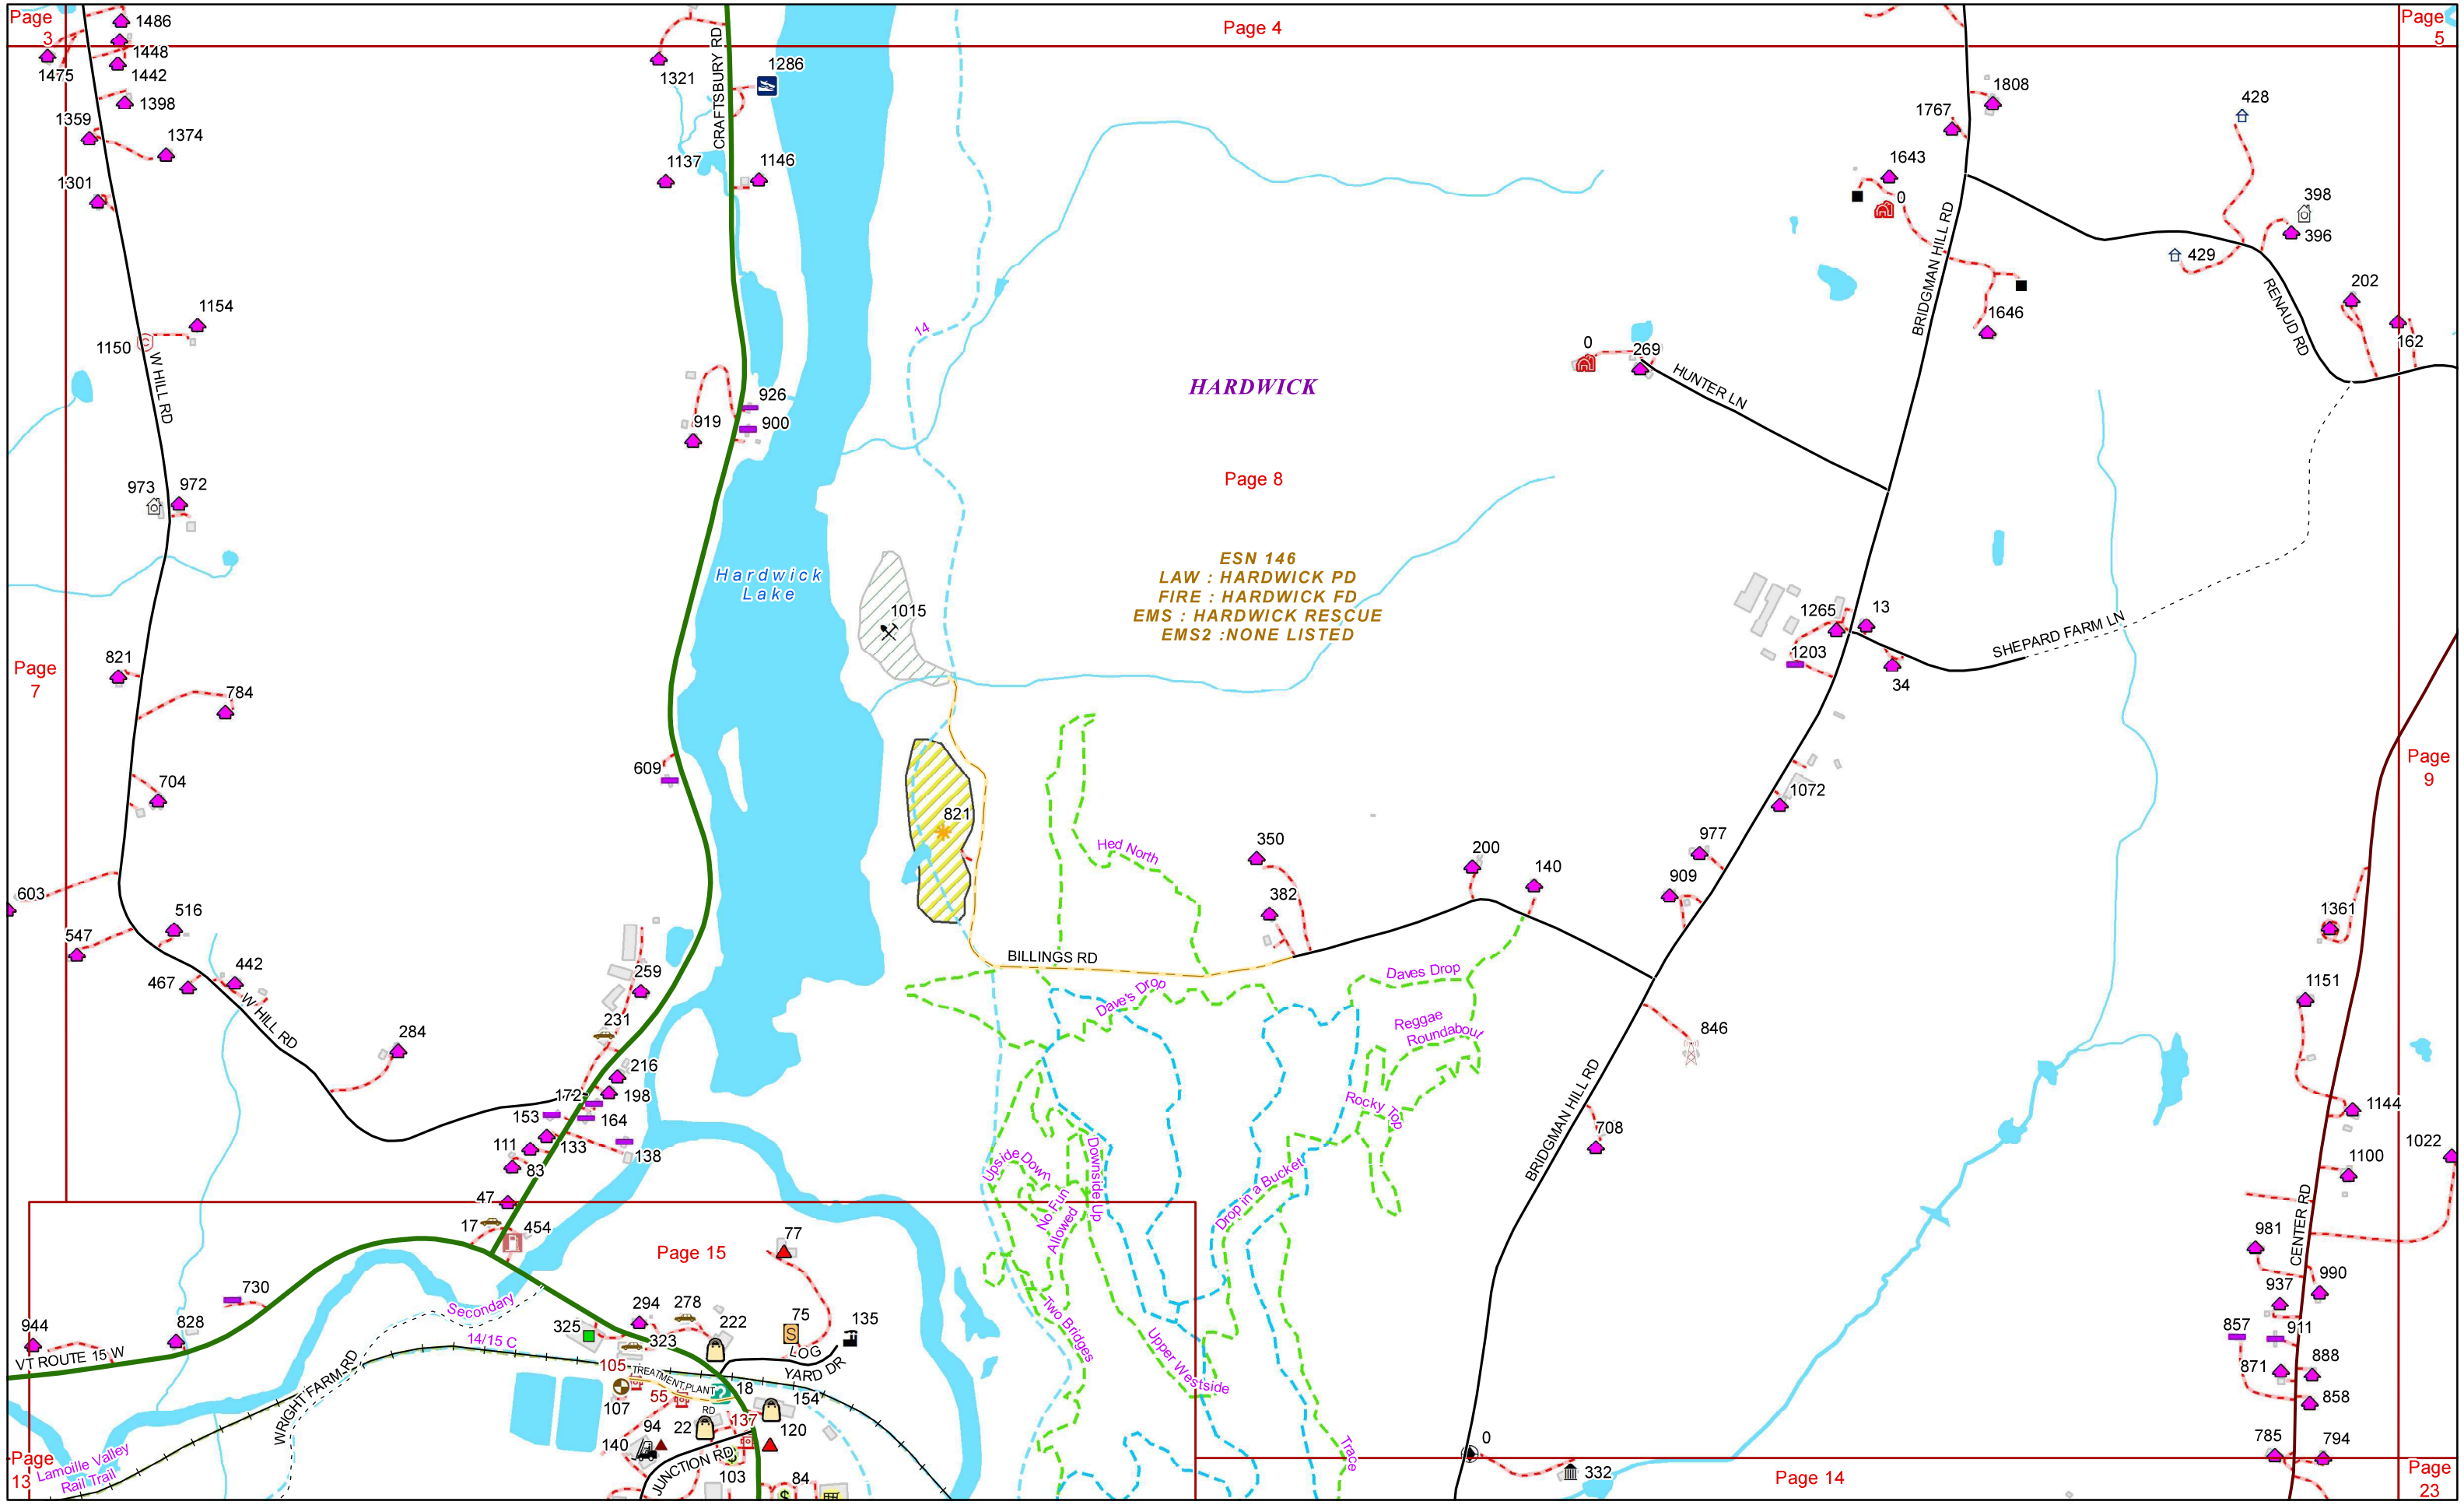 Page
3
Page 4
Page
5
1486
1448
1475
1442
1398
1359
1374
1301
1321
CRAFTSBURY RD
1286
1137
1146
1808
1767
1643
0
428
398
396
429
BRIDGMAN HILL RD
RENAUD RD
202
162
1646
1154
1150
W HILL RD
14
HARDWICK
0
269
HUNTER LN
926
919
900
Page 8
973
972
Hardwick
Lake
1015
ESN 146
LAW : HARDWICK PD
FIRE : HARDWICK FD
EMS : HARDWICK RESCUE
EMS2 :NONE LISTED
1265
13
1203
34
SHEPARD FARM LN
Page
7
821
784
704
609
821
Hed North
350
382
200
140
1072
977
909
Page
9
603
516
547
467
442
W HILL RD
284
259
231
BILLINGS RD
Dave's Drop
Daves Drop
Reggae
Roundabout
Rocky Top
846
BRIDGMAN HILL RD
708
1361
1151
1144
1022
1100
216
172
198
153
164
111
133
138
83
47
17
454
Upside Down
No Fun
Allowed
Downside Up
Drop in a Bucket
Two Bridges
Upper Westside
Trace
CENTER RD
981
990
937
857
911
871
888
858
785
794
Page 15
77
730
Secondary
944
828
VT ROUTE 15 W
14/15 C
WRIGHT FARM RD
325
294
278
323
222
75
S
135
LOG
YARD DR
105
TREATMENT PLANT
RD
55
18
107
154
22
137
94
140
120
JUNCTION RD
103
84
Lamoille Valley
Rail Trail
Page
13
0
332
Page 14
Page
23